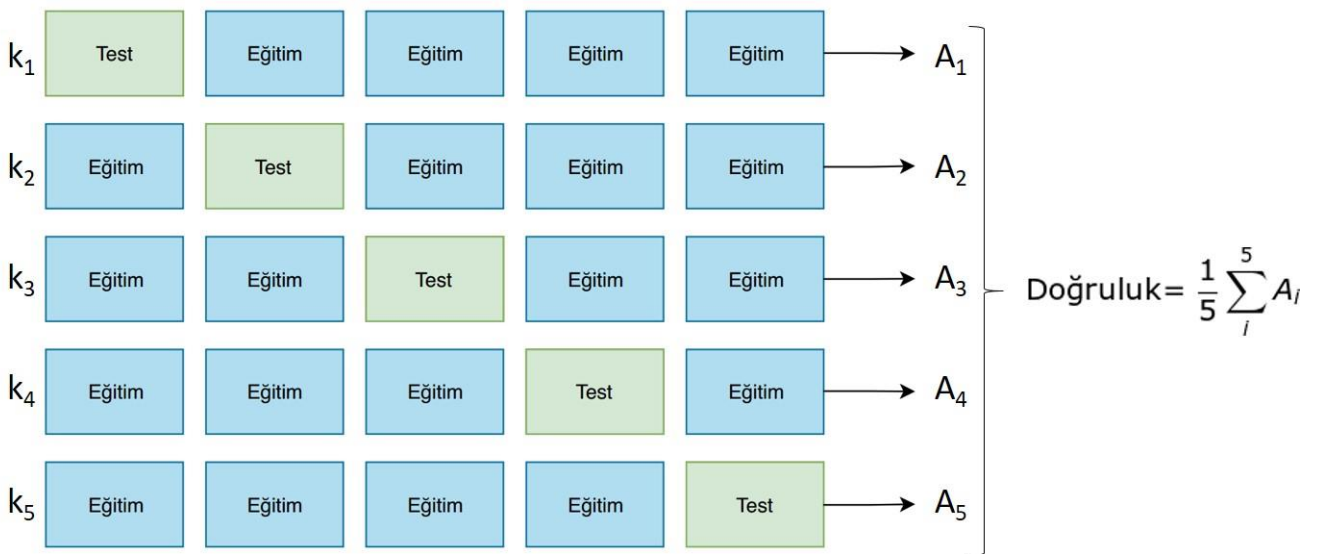 k₁ Test Eğitim Eğitim Eğitim Eğitim A₁
k₂ Eğitim Test Eğitim Eğitim Eğitim A₂
k₃ Eğitim Eğitim Test Eğitim Eğitim A₃
k₄ Eğitim Eğitim Eğitim Test Eğitim A₄
k₅ Eğitim Eğitim Eğitim Eğitim Test A₅
Doğruluk= 1/5 ∑ᵢ⁵ Aᵢ